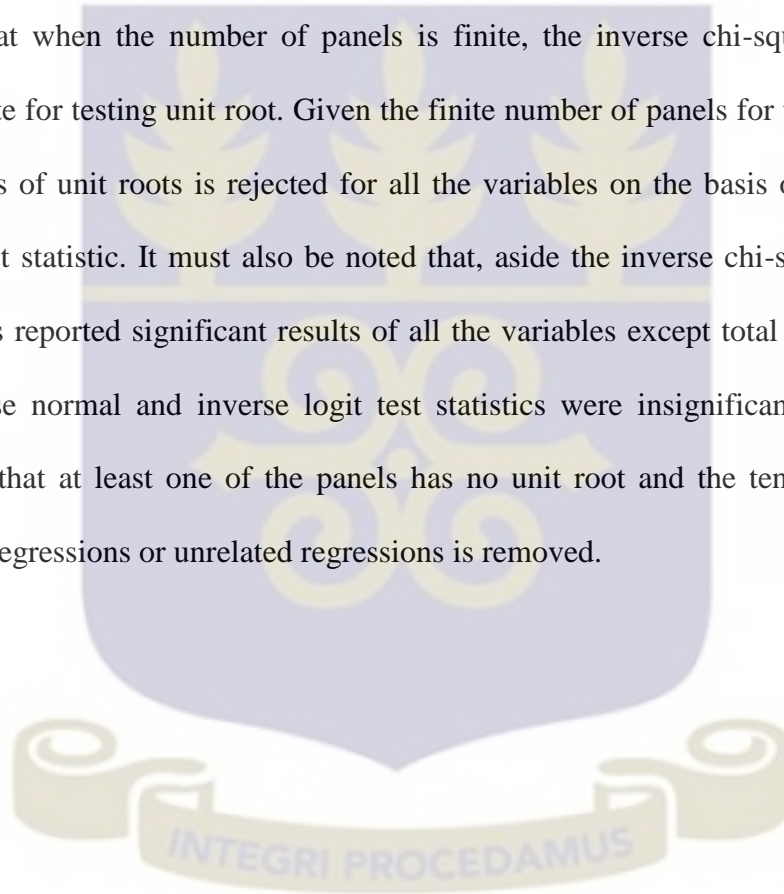 at when the number of panels is finite, the inverse chi-squ
te for testing unit root. Given the finite number of panels for
s of unit roots is rejected for all the variables on the basis
t statistic. It must also be noted that, aside the inverse chi-s
s reported significant results of all the variables except total
se normal and inverse logit test statistics were insignifican
that at least one of the panels has no unit root and the ten
egressions or unrelated regressions is removed.
INTEGRI PROCEDAMUS